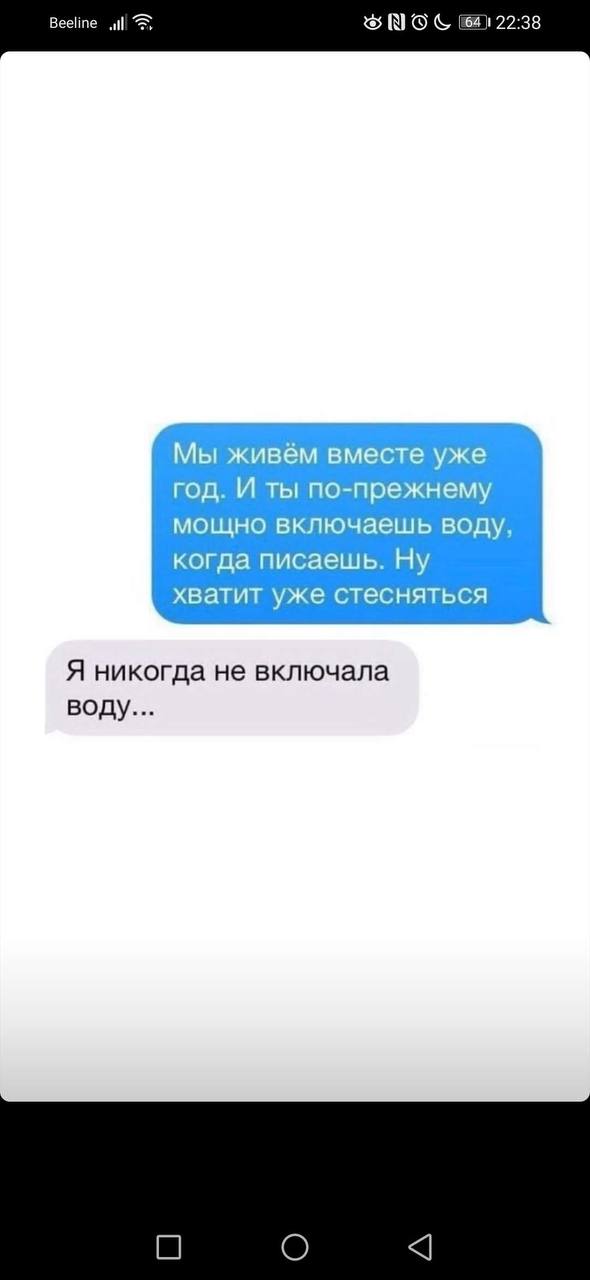 Beeline 64 22:38
Мы живём вместе уже
год. И ты по-прежнему
мощно включаешь воду,
когда писаешь. Ну
хватит уже стесняться
Я никогда не включала
воду...